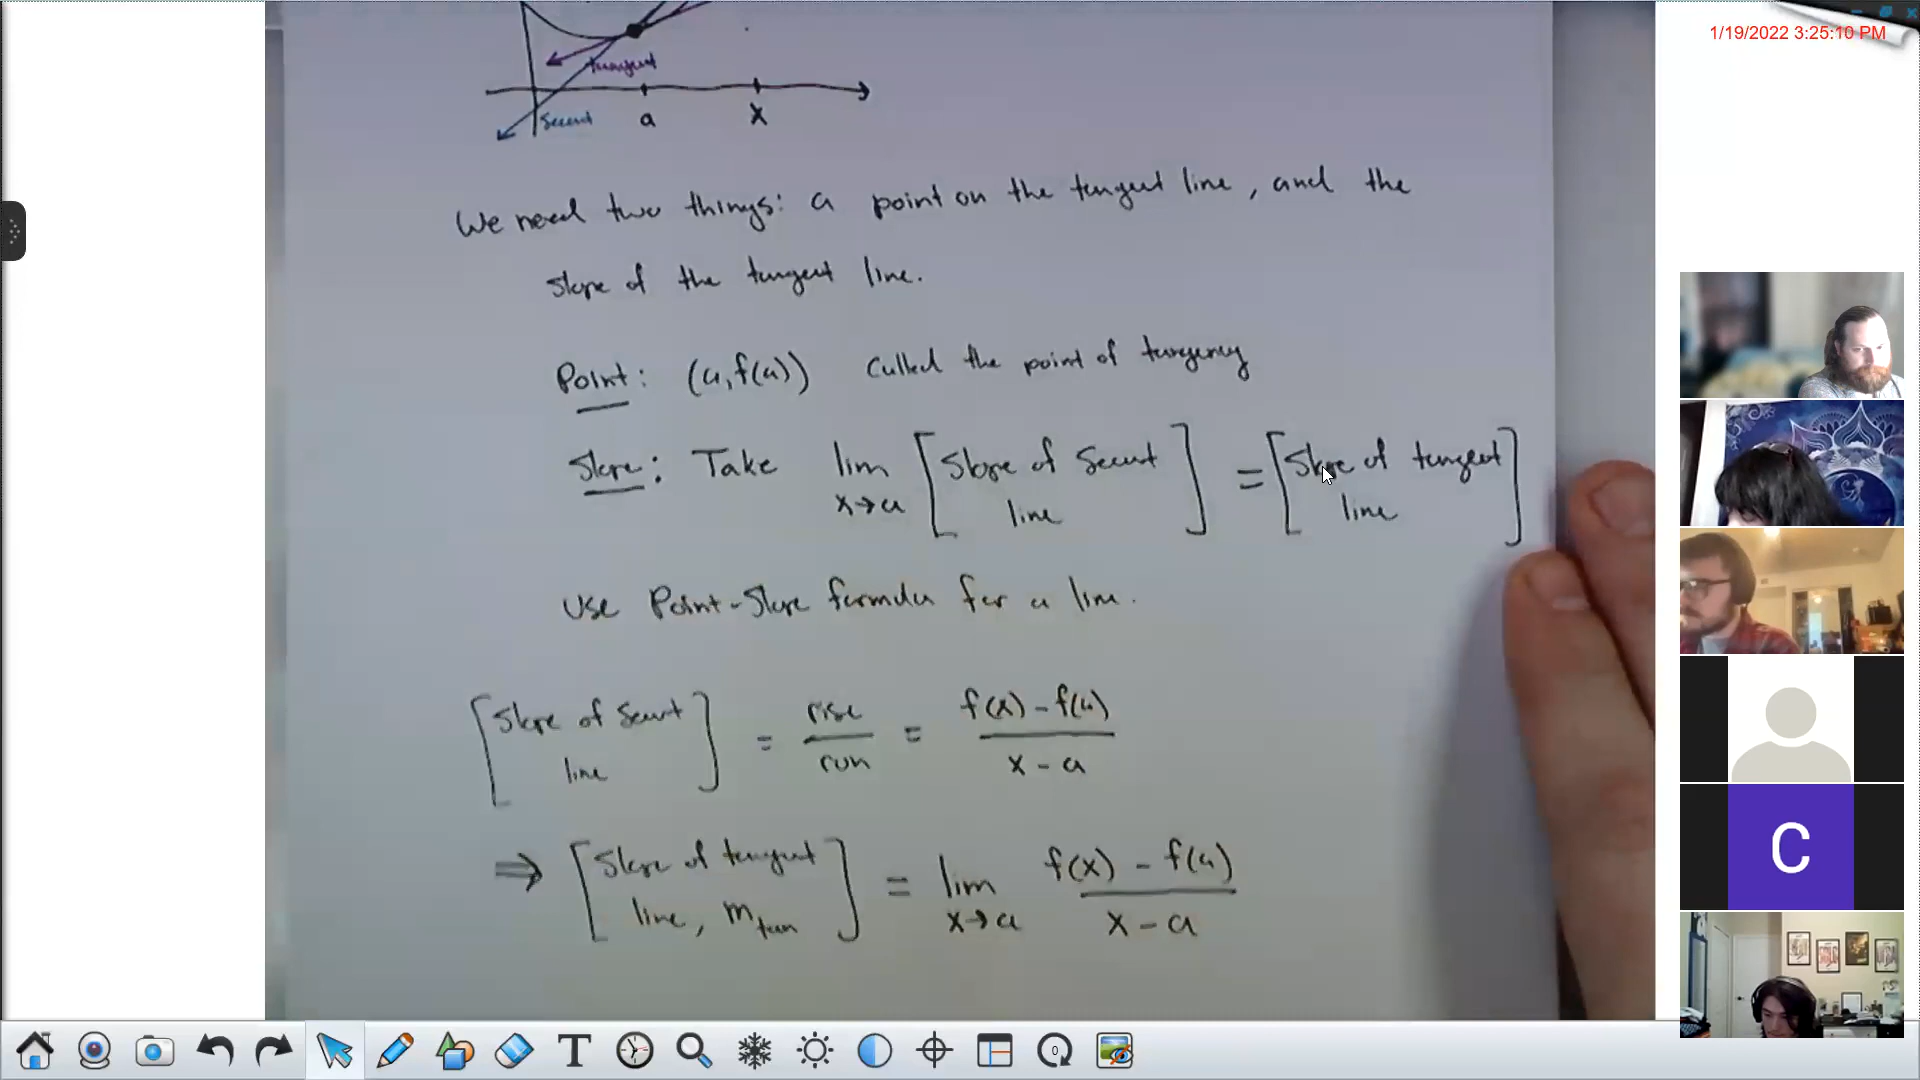 1/19/2022 3:25:10 PM
tangent
secant
a
x
We need two things: a point on the tangent line, and the
slope of the tangent line.
Point: (a, f(a)) called the point of tangency
Slope: Take lim x→a [slope of secant line] = [slope of tangent line]
Use Point-Slope formula for a line.
[slope of secant line] = rise/run = f(x) - f(a) / x - a
⇒ [slope of tangent line, m_tan] = lim x→a f(x) - f(a) / x - a
C
T
0